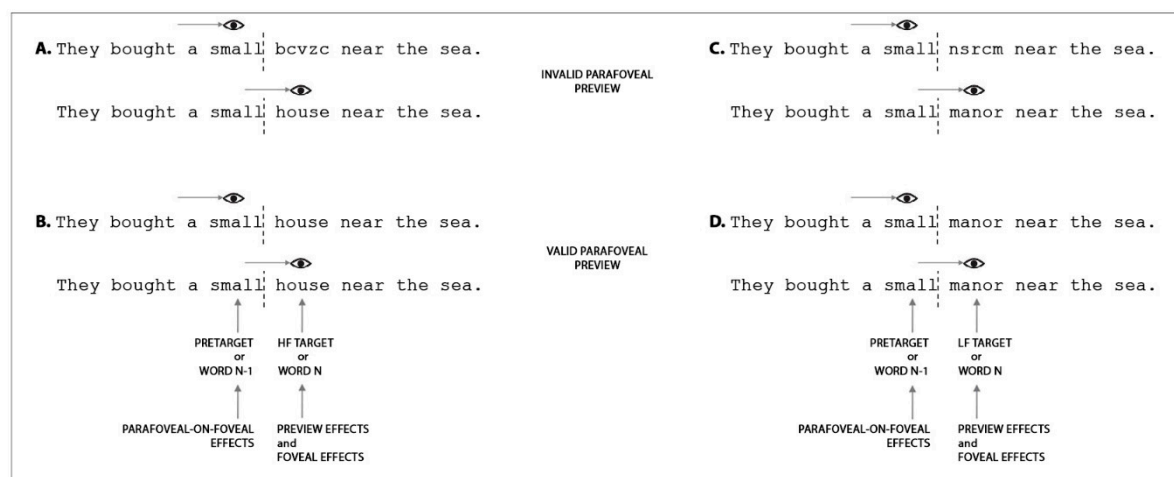 A. They bought a small bcvzc near the sea.
They bought a small house near the sea.
INVALID PARAFOVEAL
PREVIEW
C. They bought a small nsrcm near the sea.
They bought a small manor near the sea.
B. They bought a small house near the sea.
They bought a small house near the sea.
VALID PARAFOVEAL
PREVIEW
D. They bought a small manor near the sea.
They bought a small manor near the sea.
PRETARGET
or
WORD N-1
HF TARGET
or
WORD N
PARAFOVEAL-ON-FOVEAL
EFFECTS
PREVIEW EFFECTS
and
FOVEAL EFFECTS
PRETARGET
or
WORD N-1
LF TARGET
or
WORD N
PARAFOVEAL-ON-FOVEAL
EFFECTS
PREVIEW EFFECTS
and
FOVEAL EFFECTS